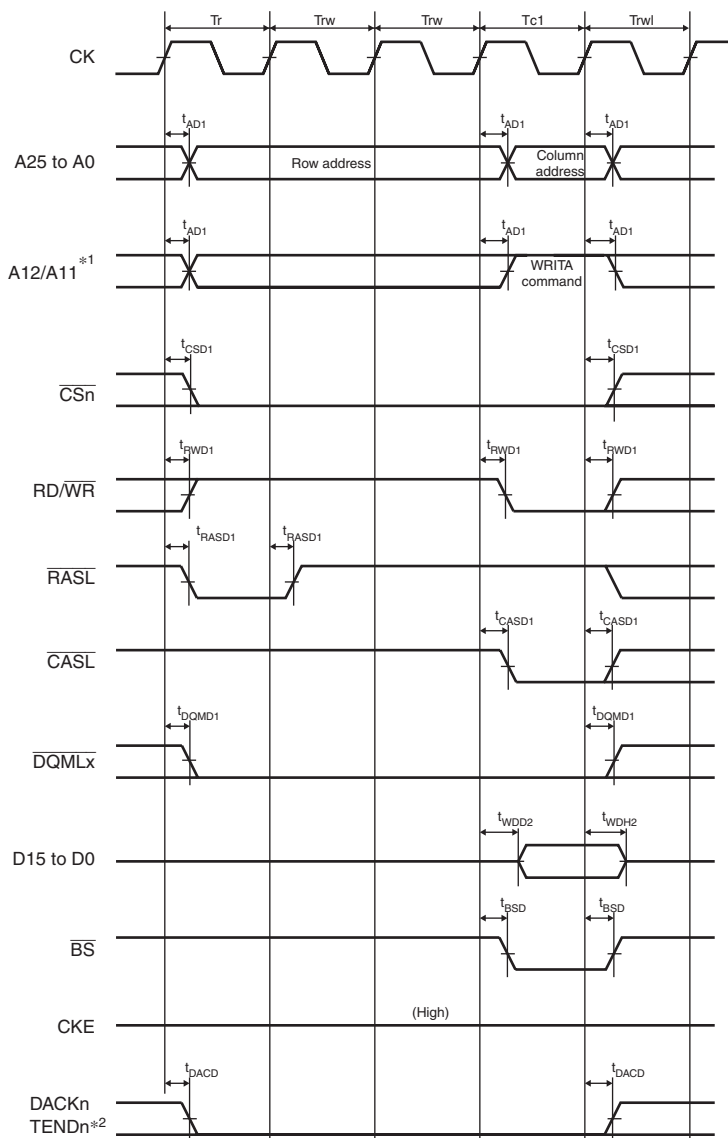 Tr Trw Trw Tc1 Trwl
CK
tAD1 tAD1 tAD1
A25 to A0 Row address Column address
tAD1 tAD1 tAD1
A12/A11 *1 WRITA command
tCSD1 tCSD1
CSn
tRWD1 tRWD1 tRWD1
RD/WR
tRASD1 tRASD1
RASL
tCASD1 tCASD1
CASL
tDQMD1 tDQMD1
DQMLx
tWDD2 tWDH2
D15 to D0
tBSD tBSD
BS
(High)
CKE
tDACD tDACD
DACKn
TENDn*2